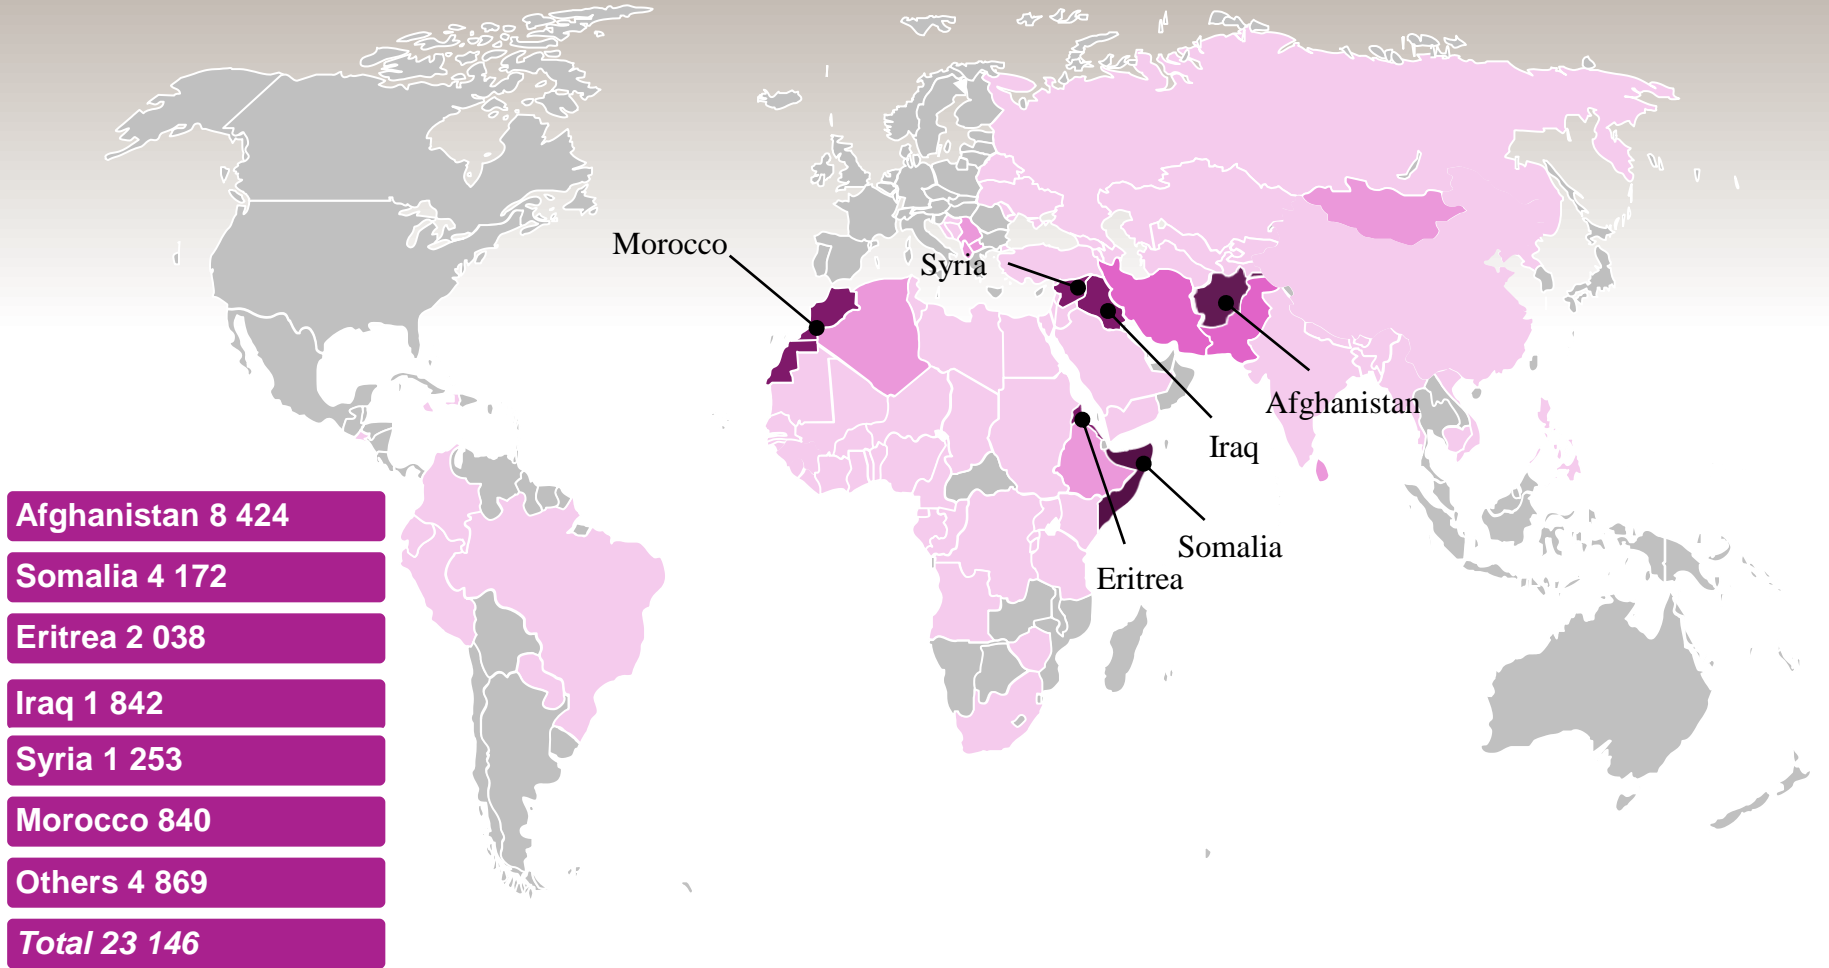 Morocco
Syria
Afghanistan
Iraq
Somalia
Eritrea
Afghanistan 8 424
Somalia 4 172
Eritrea 2 038
Iraq 1 842
Syria 1 253
Morocco 840
Others 4 869
Total 23 146